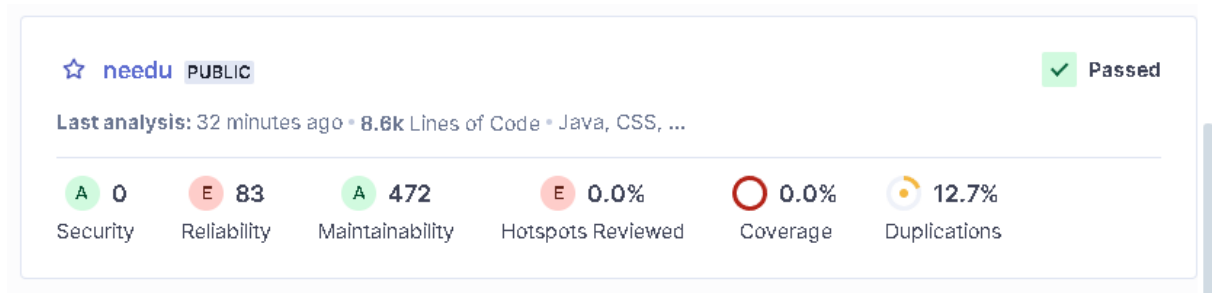 needu PUBLIC
Passed
Last analysis: 32 minutes ago • 8.6k Lines of Code • Java, CSS, ...
A 0 E 83 A 472 E 0.0% 0.0% 12.7%
Security Reliability Maintainability Hotspots Reviewed Coverage Duplications